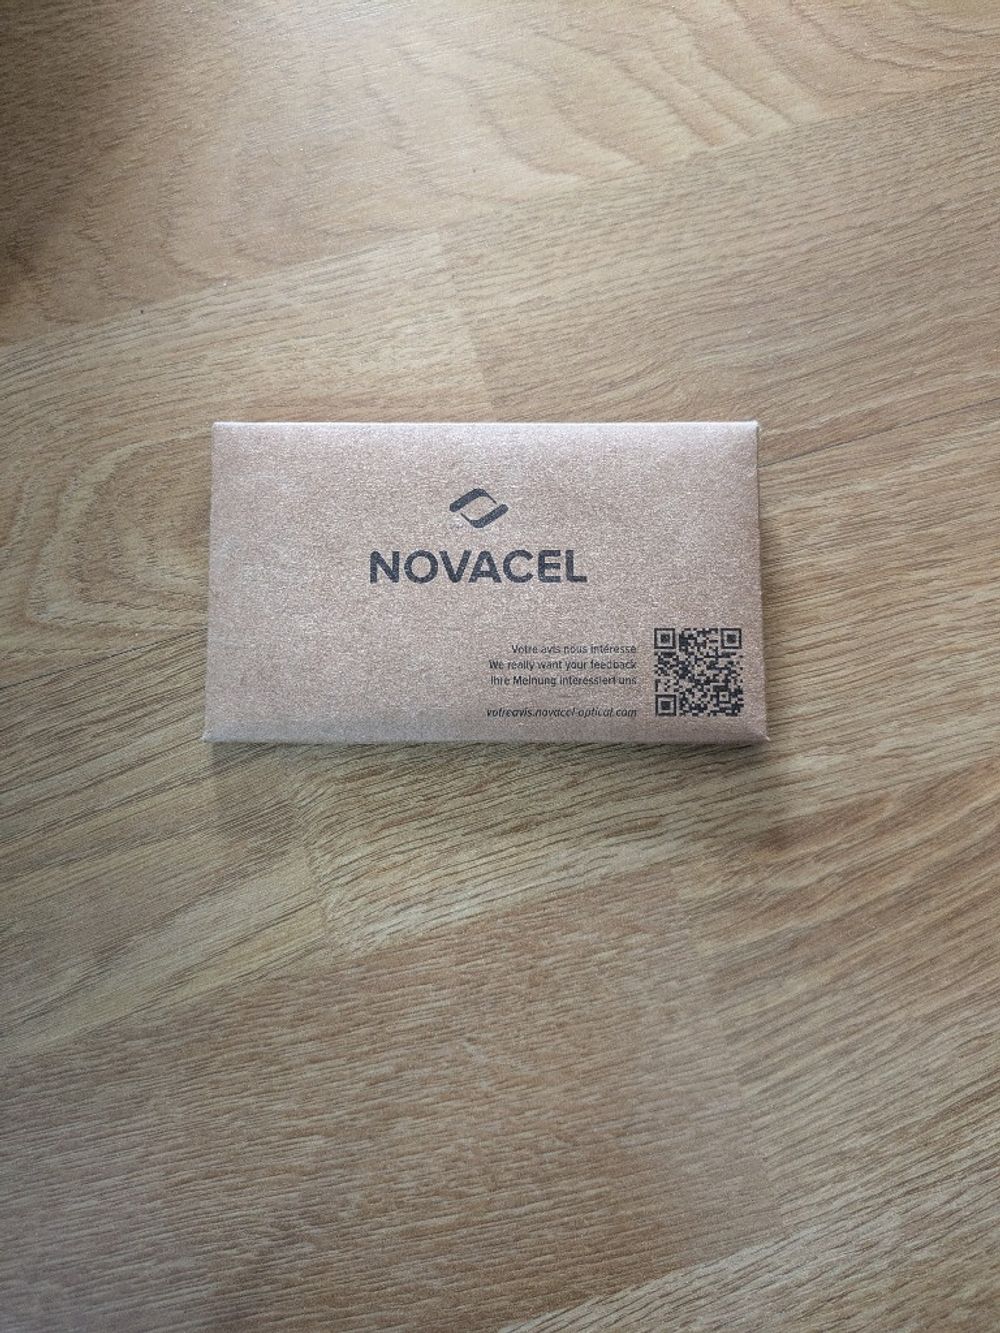 NOVACEL
Votre avis nous intéresse
We really want your feedback
Ihre Meinung interessiert uns
votreavis.novacel-optical.com